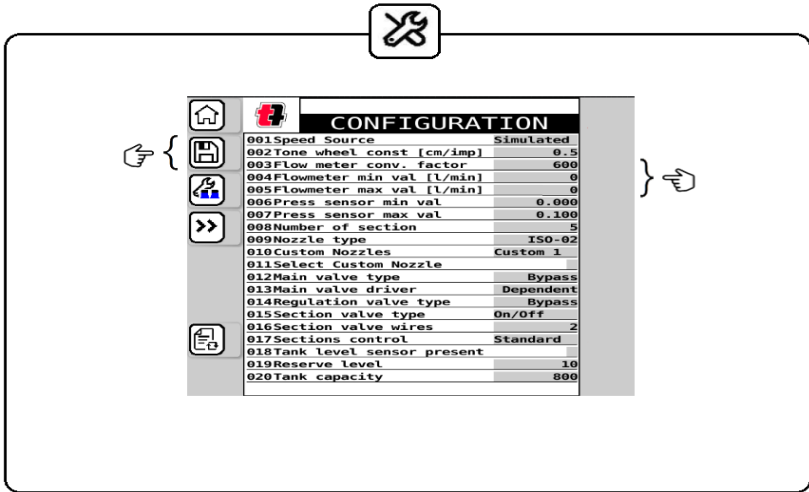 CONFIGURATION
001Speed Source Simulated
002Tone wheel const [cm/imp] 0.5
003Flow meter conv. factor 600
004Flowmeter min val [l/min] 0
005Flowmeter max val [l/min] 0
006Press sensor min val 0.000
007Press sensor max val 0.100
008Number of section 5
009Nozzle type ISO-02
010Custom Nozzles Custom 1
011Select Custom Nozzle
012Main valve type Bypass
013Main valve driver Dependent
014Regulation valve type Bypass
015Section valve type On/Off
016Section valve wires 2
017Sections control Standard
018Tank level sensor present
019Reserve level 10
020Tank capacity 800